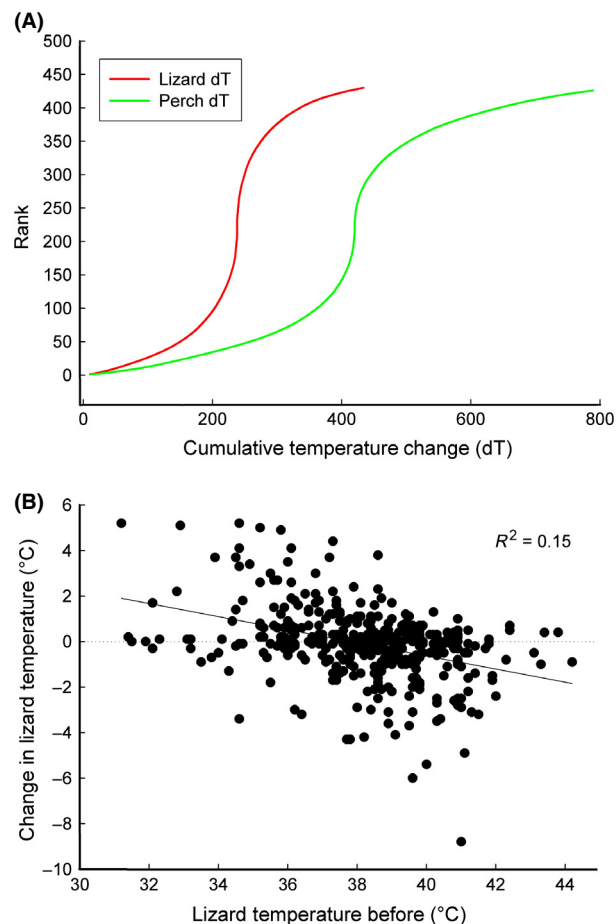 (A)
Lizard dT
Perch dT
Rank
500
450
400
350
300
250
200
150
100
50
0
0 200 400 600 800
Cumulative temperature change (dT)
(B)
R² = 0.15
Change in lizard temperature (°C)
6
4
2
0
–2
–4
–6
–8
–10
30 32 34 36 38 40 42 44
Lizard temperature before (°C)